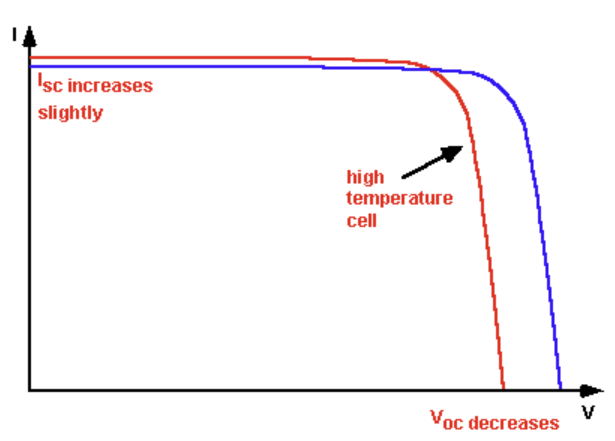 I
Isc increases
slightly
high
temperature
cell
V
Voc decreases